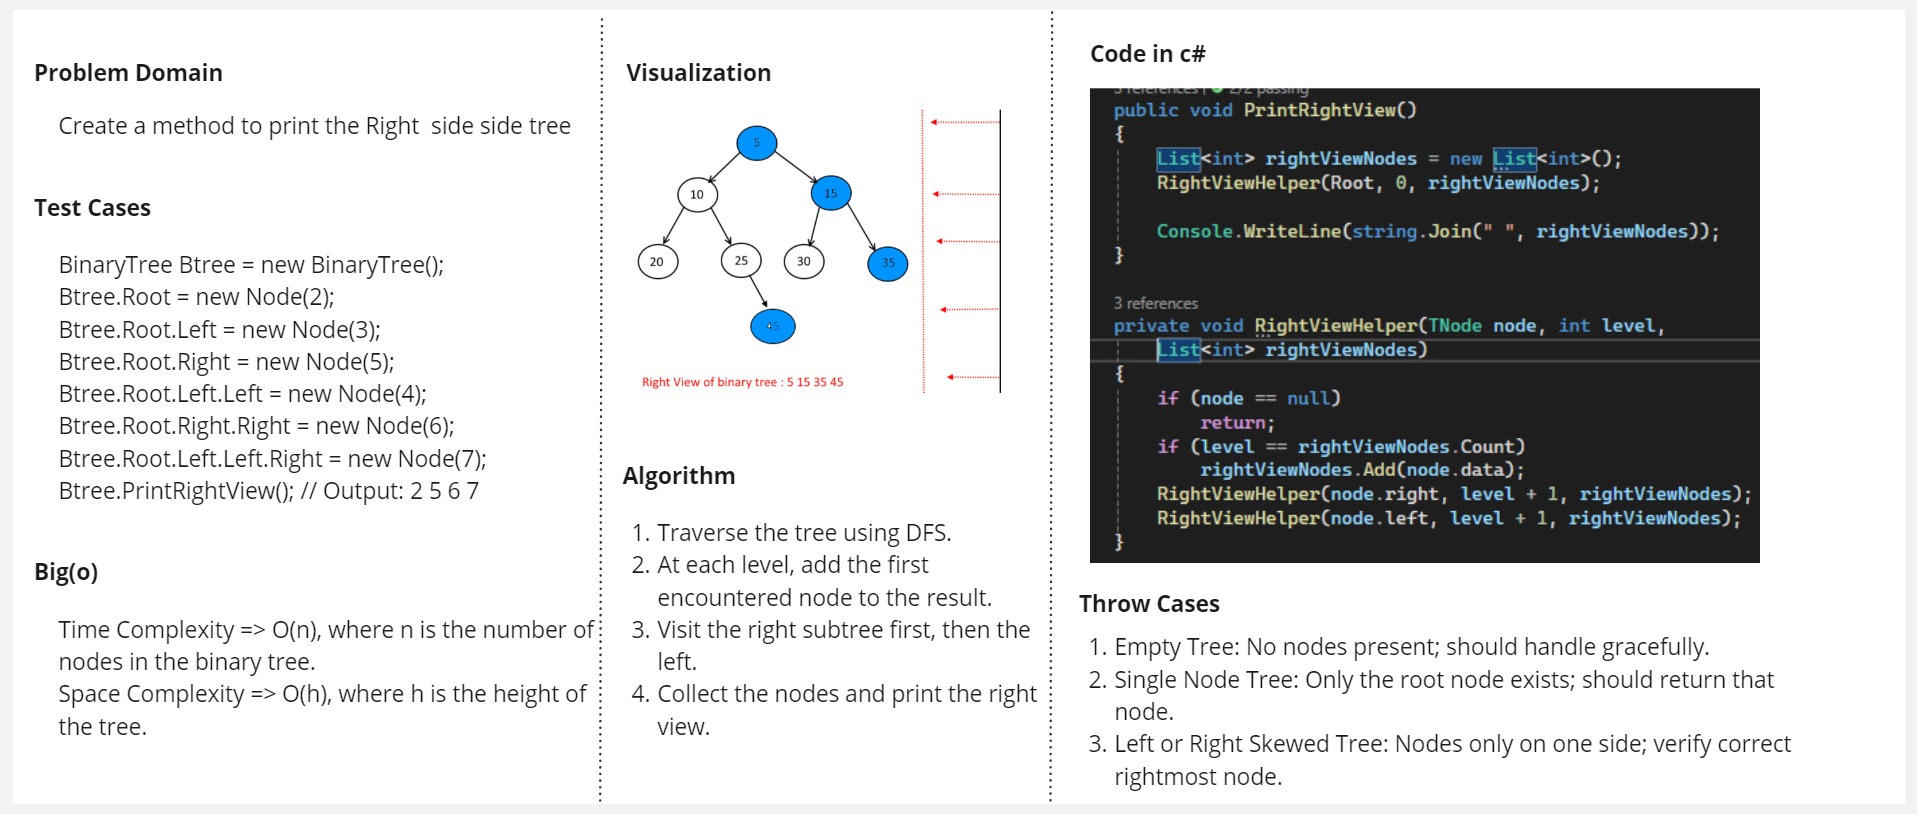 Problem Domain
Create a method to print the Right  side side tree
Test Cases
BinaryTree Btree = new BinaryTree();
Btree.Root = new Node(2);
Btree.Root.Left = new Node(3);
Btree.Root.Right = new Node(5);
Btree.Root.Left.Left = new Node(4);
Btree.Root.Right.Right = new Node(6);
Btree.Root.Left.Left.Right = new Node(7);
Btree.PrintRightView(); // Output: 2 5 6 7
Big(o)
Time Complexity => O(n), where n is the number of
nodes in the binary tree.
Space Complexity => O(h), where h is the height of
the tree.
Visualization
5
10
15
20
25
30
35
45
Right View of binary tree : 5 15 35 45
Algorithm
1. Traverse the tree using DFS.
2. At each level, add the first
encountered node to the result.
3. Visit the right subtree first, then the
left.
4. Collect the nodes and print the right
view.
Code in c#
3 references | 2/2 passing
public void PrintRightView()
{
List<int> rightViewNodes = new List<int>();
RightViewHelper(Root, 0, rightViewNodes);
Console.WriteLine(string.Join(" ", rightViewNodes));
}
3 references
private void RightViewHelper(TNode node, int level,
List<int> rightViewNodes)
{
if (node == null)
return;
if (level == rightViewNodes.Count)
rightViewNodes.Add(node.data);
RightViewHelper(node.right, level + 1, rightViewNodes);
RightViewHelper(node.left, level + 1, rightViewNodes);
}
Throw Cases
1. Empty Tree: No nodes present; should handle gracefully.
2. Single Node Tree: Only the root node exists; should return that
node.
3. Left or Right Skewed Tree: Nodes only on one side; verify correct
rightmost node.